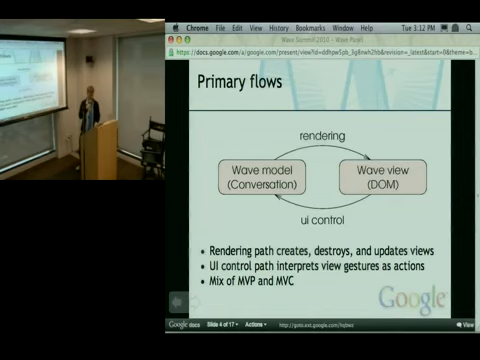 Chrome File Edit View History Bookmarks Window Help Tue 3:12 PM
Wave Summit 2010 - Wave Panel
Primary flows
rendering
Wave model
(Conversation)
Wave view
(DOM)
ui control
• Rendering path creates, destroys, and updates views
• UI control path interprets view gestures as actions
• Mix of MVP and MVC
Google
Google docs Slide 4 of 17 Actions View